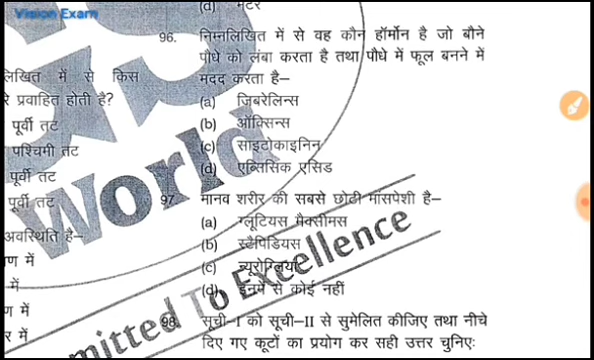 Vision Exam
(d) मटर
96. निम्नलिखित में से वह कौन हॉर्मोन है जो बौने
पौधे को लंबा करता है तथा पौधे में फूल बनने में
मदद करता है–
(a) जिबरेलिन्स
(b) ऑक्सिन्स
(c) साइटोकाइनिन
(d) एब्सिसिक एसिड
97. मानव शरीर की सबसे छोटी मांसपेशी है–
(a) ग्लूटियस मैक्सीमस
(b) स्टैपिडियस
(c) न्यूरोग्लिया
(d) इनमें से कोई नहीं
98. सूची–I को सूची–II से सुमेलित कीजिए तथा नीचे
दिए गए कूटों का प्रयोग कर सही उत्तर चुनिए:
लिखित में से किस
रे प्रवाहित होती है?
पूर्वी तट
पश्चिमी तट
पूर्वी तट
पूर्वी तट
अवस्थिति है–
ण में
में
ण में
र में
GS
World
mitted To Excellence